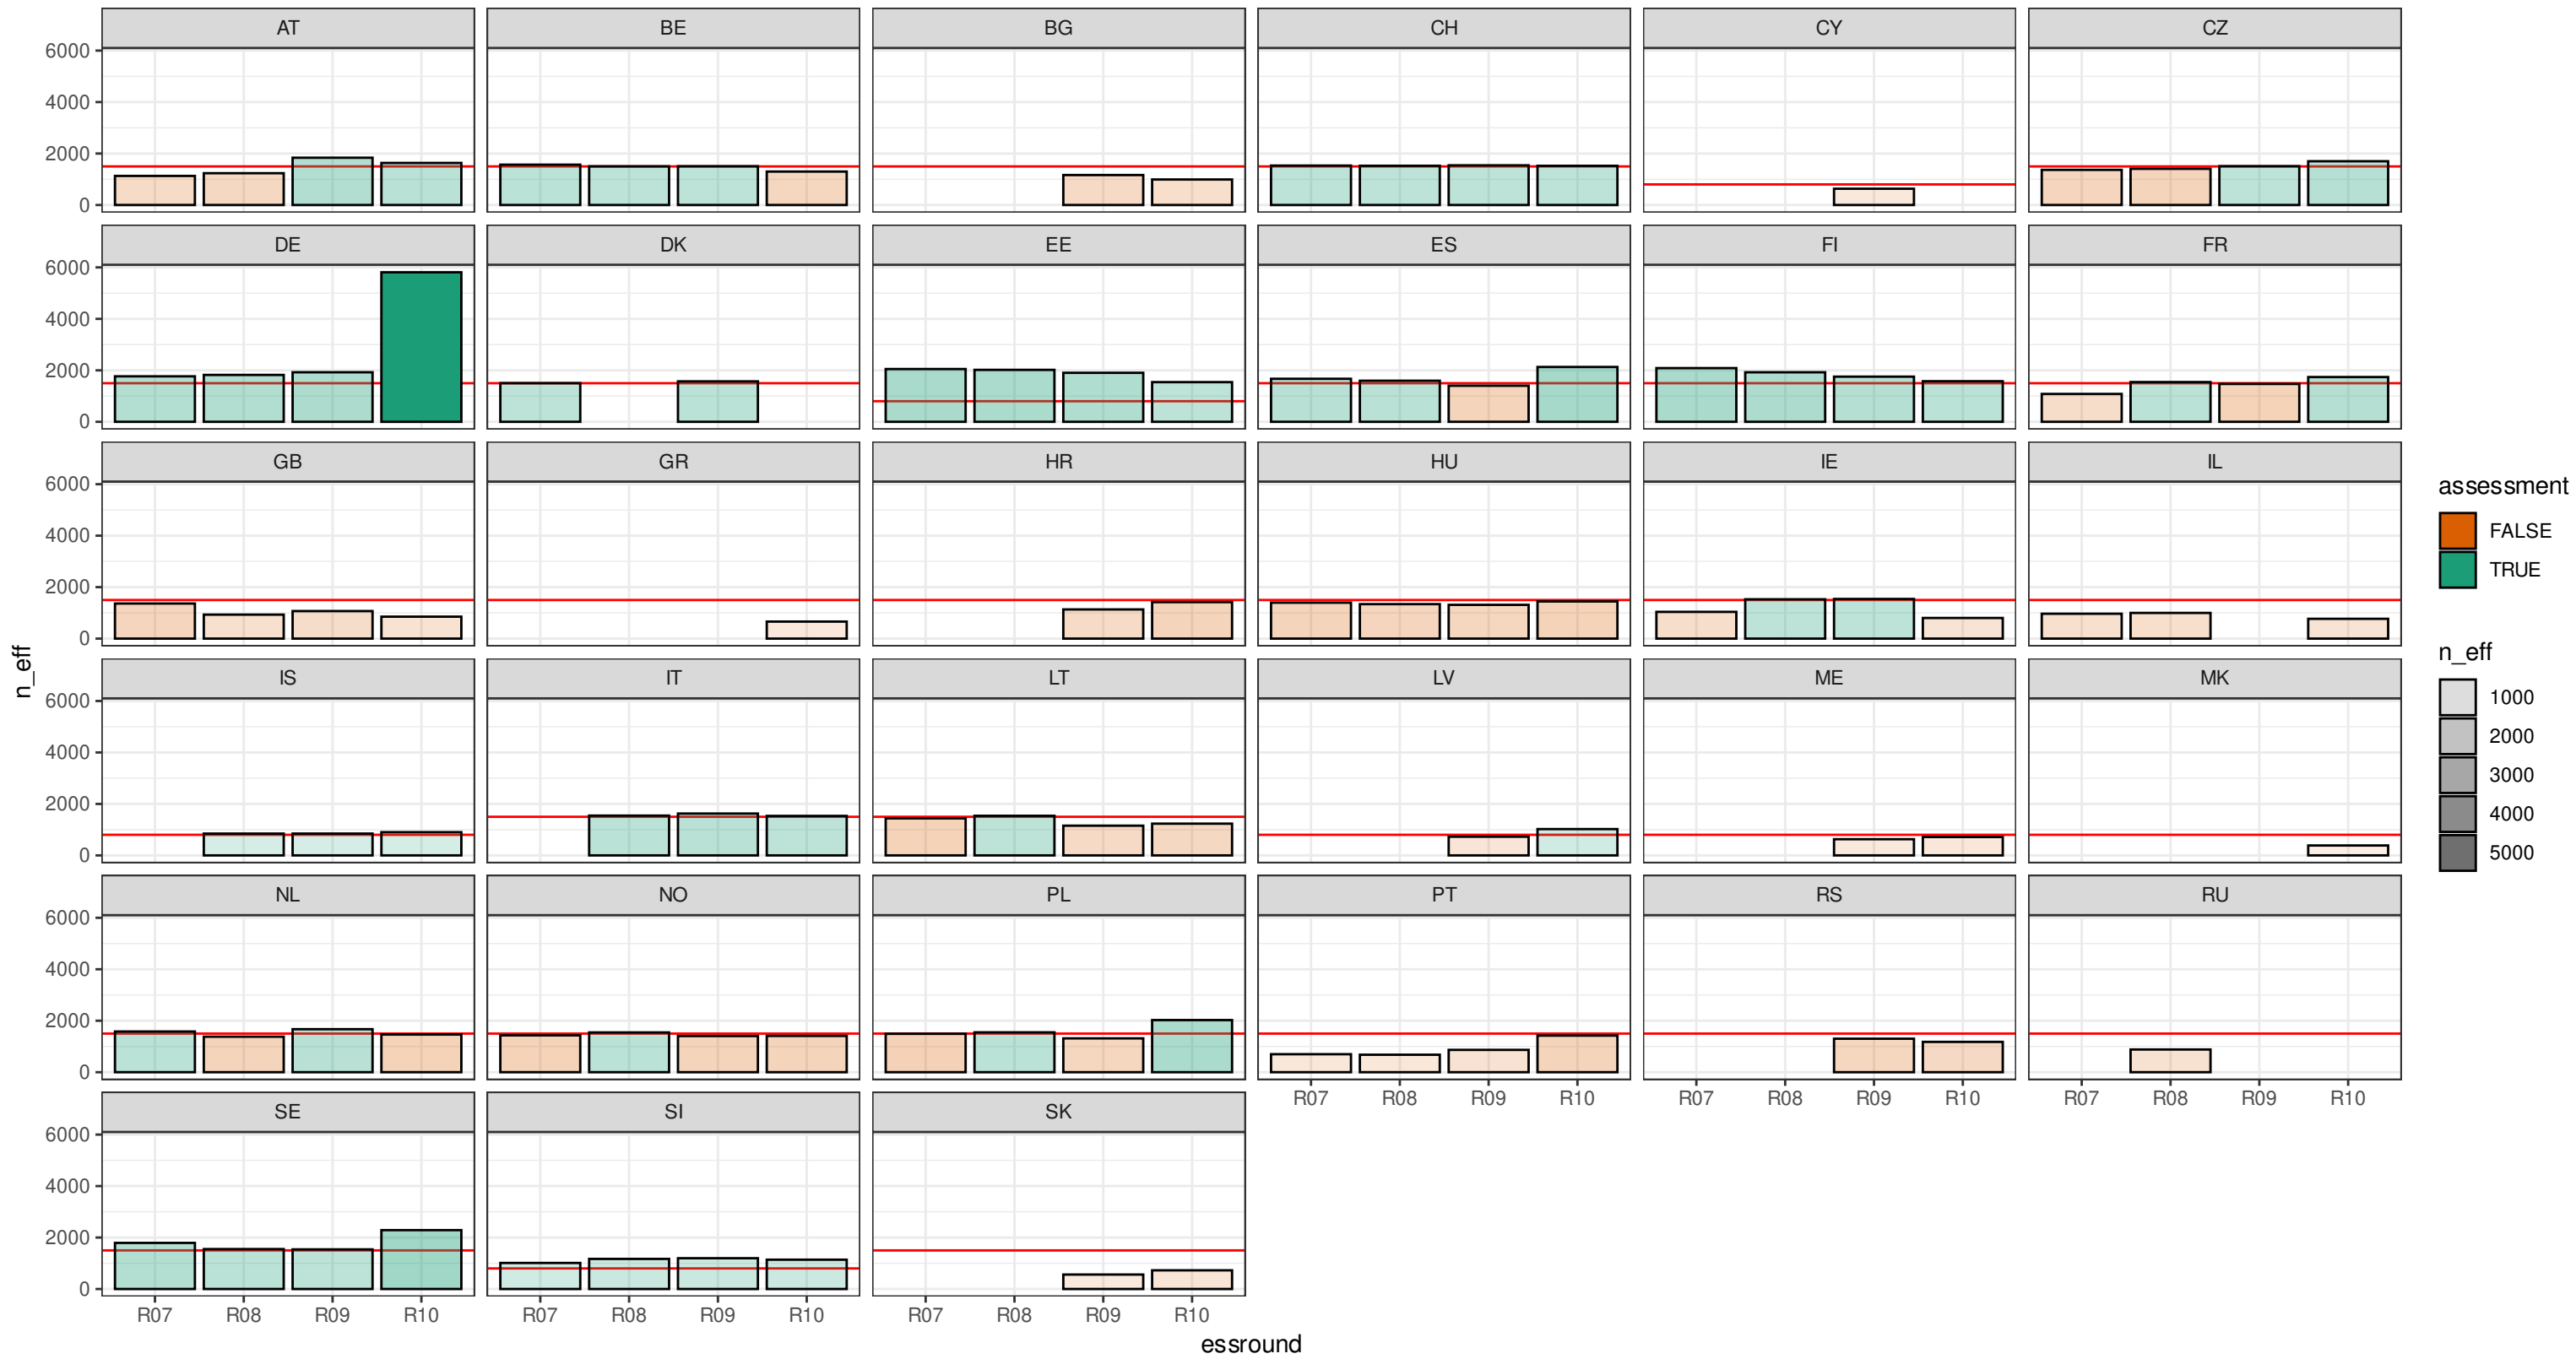 AT BE BG CH CY CZ
6000
4000
2000
0
DE DK EE ES FI FR
6000
4000
2000
0
GB GR HR HU IE IL
6000
4000
2000
0
IS IT LT LV ME MK
6000
4000
2000
0
NL NO PL PT RS RU
6000
4000
2000
0
R07 R08 R09 R10 R07 R08 R09 R10 R07 R08 R09 R10
SE SI SK
6000
4000
2000
0
R07 R08 R09 R10 R07 R08 R09 R10 R07 R08 R09 R10
essround
n_eff
assessment
FALSE
TRUE
n_eff
1000
2000
3000
4000
5000